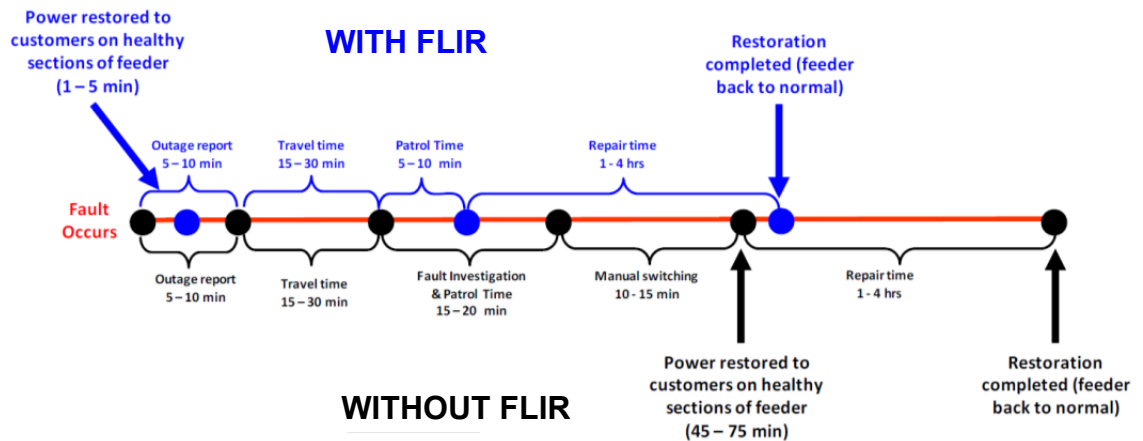 Power restored to
customers on healthy
sections of feeder
(1 – 5 min)
WITH FLIR
Restoration
completed (feeder
back to normal)
Outage report
5 – 10 min
Travel time
15 – 30 min
Patrol Time
5 – 10 min
Repair time
1 - 4 hrs
Fault
Occurs
Outage report
5 – 10 min
Travel time
15 – 30 min
Fault Investigation
& Patrol Time
15 – 20 min
Manual switching
10 - 15 min
Repair time
1 - 4 hrs
Power restored to
customers on healthy
sections of feeder
(45 – 75 min)
Restoration
completed (feeder
back to normal)
WITHOUT FLIR